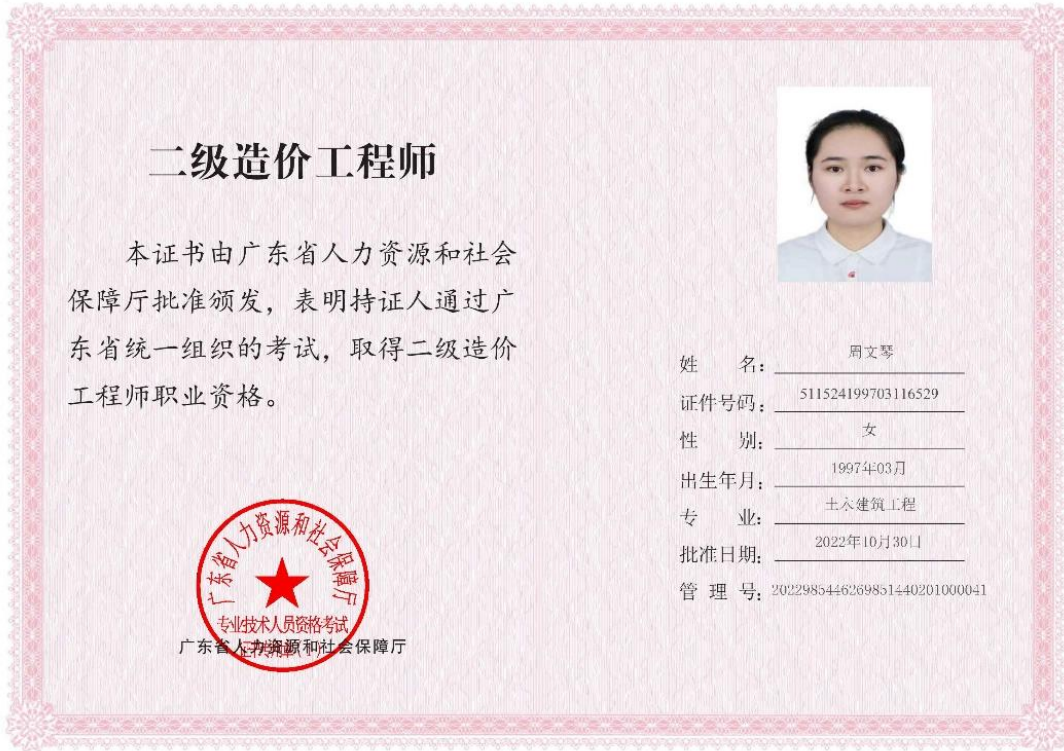 二级造价工程师
本证书由广东省人力资源和社会
保障厅批准颁发，表明持证人通过广
东省统一组织的考试，取得二级造价
工程师职业资格。
广东省人力资源和社会保障厅
专业技术人员资格考试
广东省人力资源和社会保障厅
姓 名：周文琴
证件号码：511524199703116529
性 别：女
出生年月：1997年03月
专 业：土木建筑工程
批准日期：2022年10月30日
管 理 号：2022985446269851440201000041